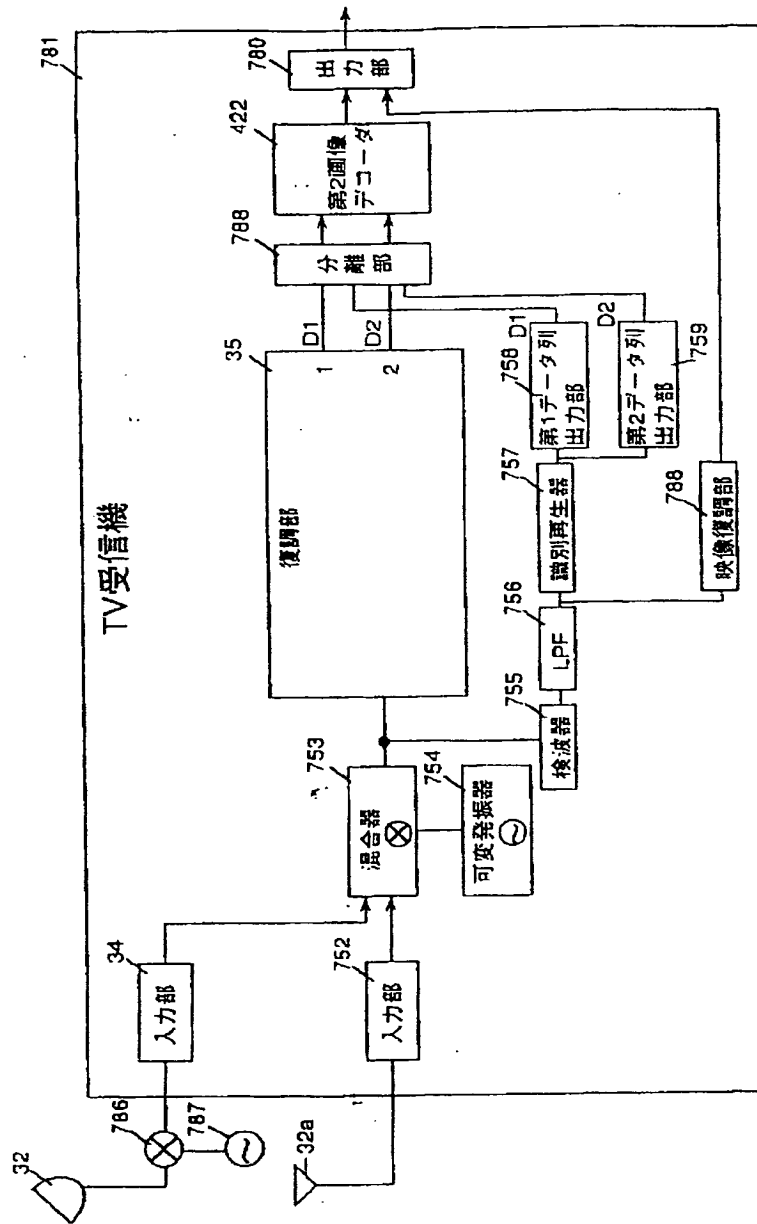 TV受信機
781
32
786
787
32a
34
入力部
752
入力部
753
混合器
754
可変発振器
35
復調部
1
2
D1
D2
788
分離部
422
第2画像
デコーダ
780
出力部
755
検波器
756
LPF
757
識別再生器
758
第1データ列
出力部
D1
759
第2データ列
出力部
D2
788
映像復調部